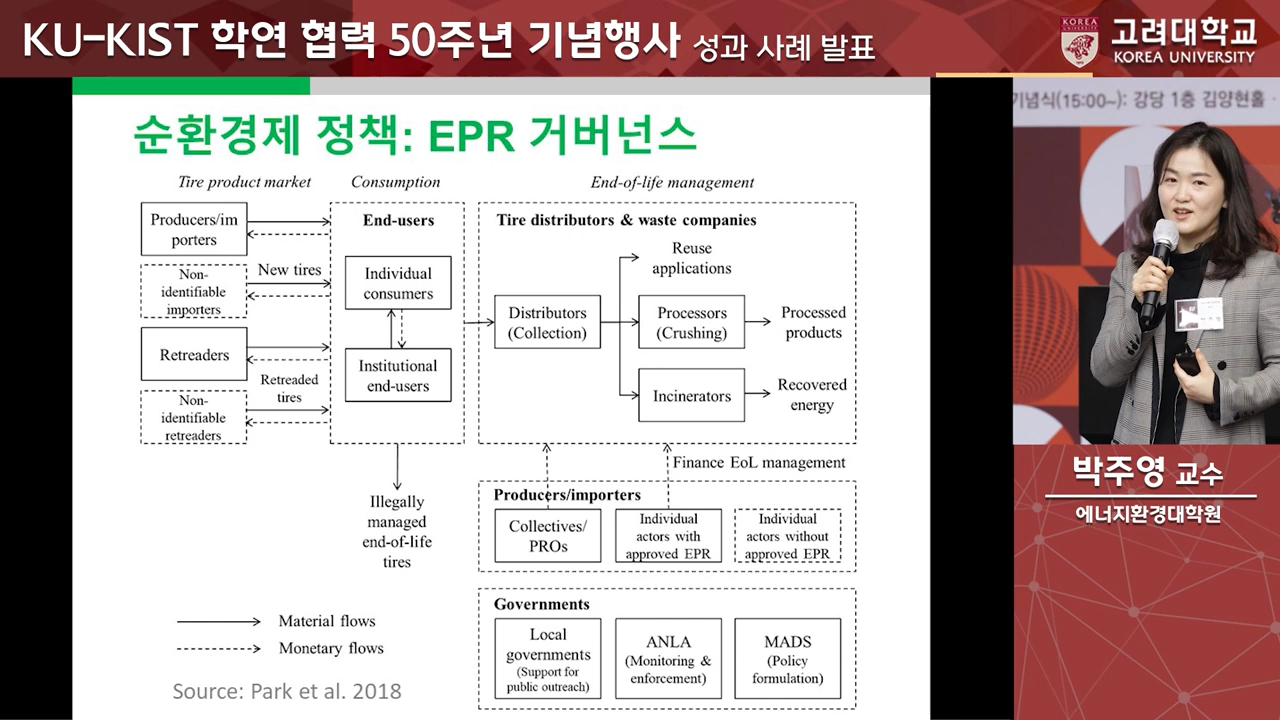 KU-KIST 학연 협력 50주년 기념행사 성과 사례 발표
KOREA
고려대학교
KOREA UNIVERSITY
기념식(15:00~): 강당 1층 김양현홀 ·
순환경제 정책: EPR 거버넌스
Tire product market
Consumption
End-of-life management
Producers/im
porters
Non-
identifiable
importers
New tires
Retreaders
Retreaded
tires
Non-
identifiable
retreaders
End-users
Individual
consumers
Institutional
end-users
Illegally
managed
end-of-life
tires
Tire distributors & waste companies
Reuse
applications
Distributors
(Collection)
Processors
(Crushing)
Processed
products
Incinerators
Recovered
energy
Finance EoL management
Producers/importers
Collectives/
PROs
Individual
actors with
approved EPR
Individual
actors without
approved EPR
Governments
Local
governments
(Support for
public outreach)
ANLA
(Monitoring &
enforcement)
MADS
(Policy
formulation)
Material flows
Monetary flows
Source: Park et al. 2018
박주영 교수
에너지환경대학원